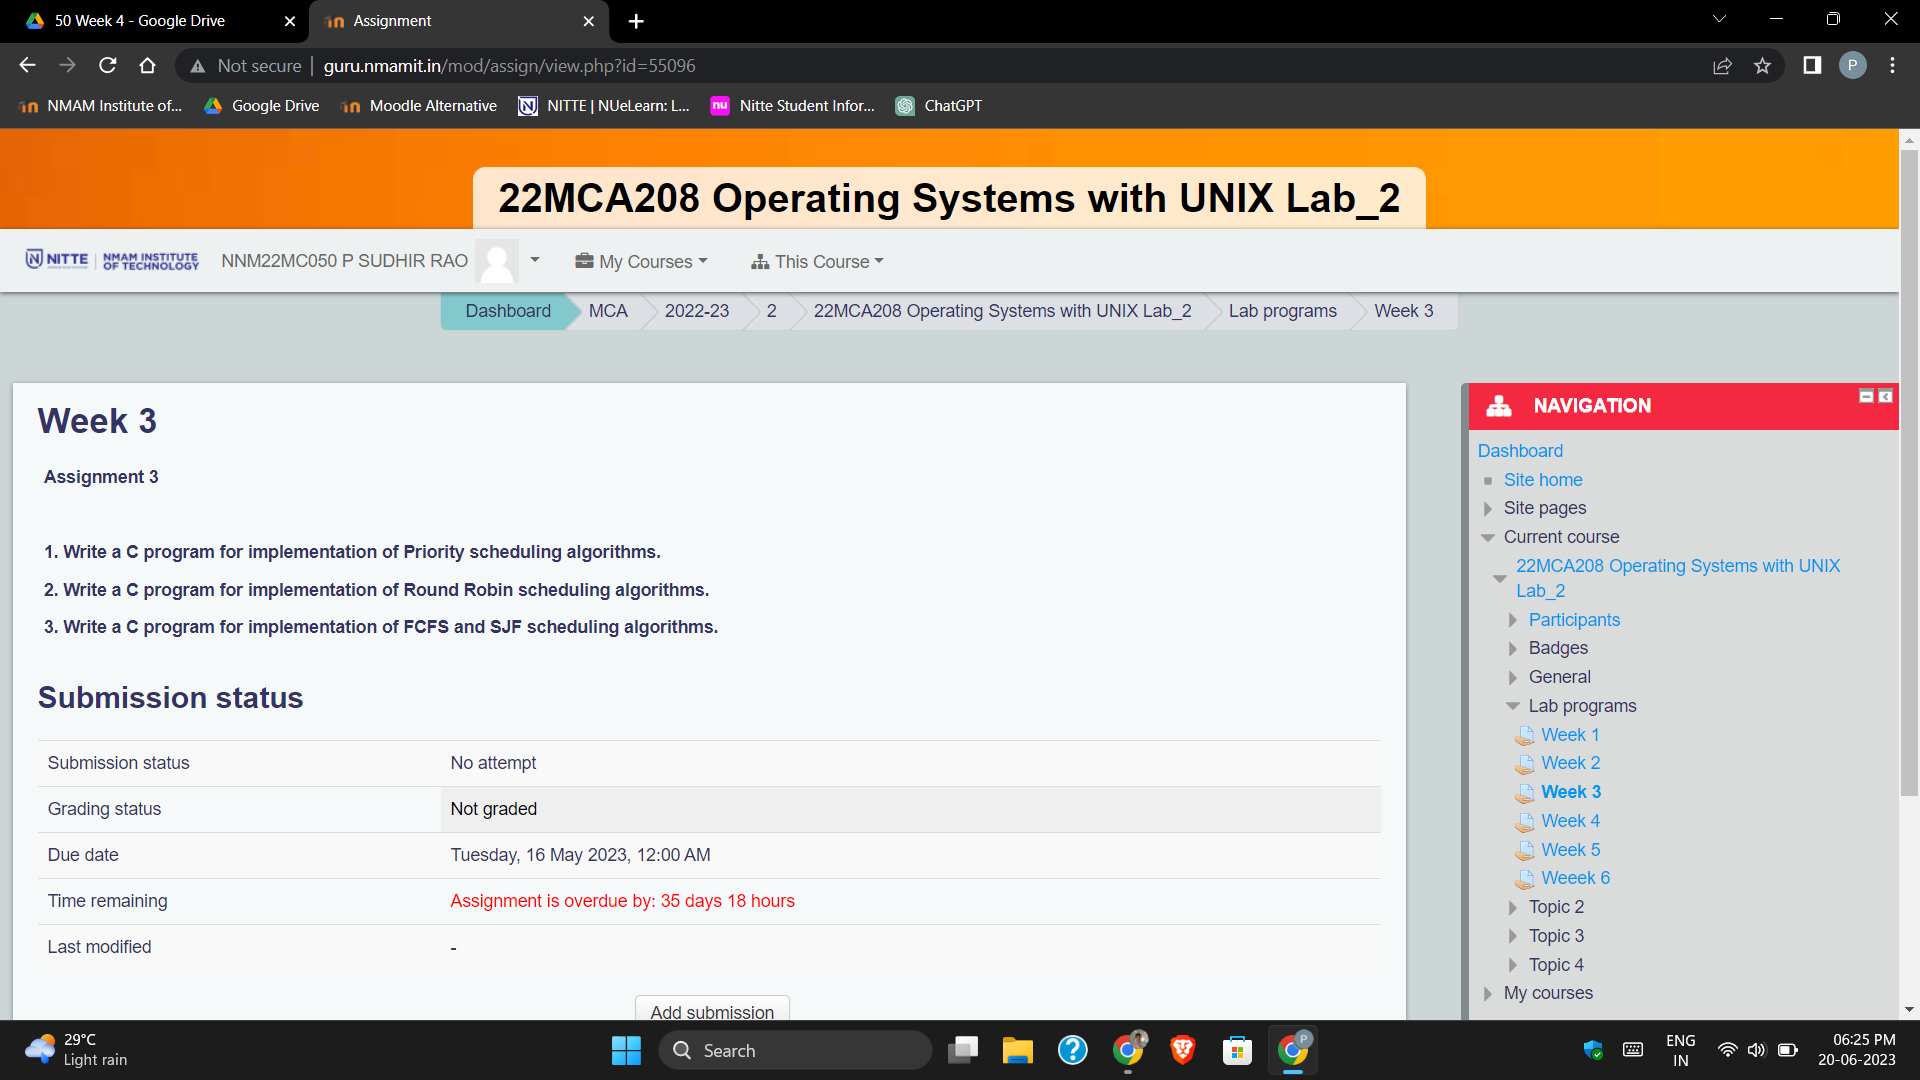 50 Week 4 - Google Drive
Assignment
Not secure
guru.nmamit.in/mod/assign/view.php?id=55096
P
NMAM Institute of...
Google Drive
Moodle Alternative
NITTE | NUeLearn: L...
nu
Nitte Student Infor...
ChatGPT
22MCA208 Operating Systems with UNIX Lab_2
NITTE
NMAM INSTITUTE
OF TECHNOLOGY
NNM22MC050 P SUDHIR RAO
My Courses
This Course
Dashboard
MCA
2022-23
2
22MCA208 Operating Systems with UNIX Lab_2
Lab programs
Week 3
Week 3
Assignment 3
1. Write a C program for implementation of Priority scheduling algorithms.
2. Write a C program for implementation of Round Robin scheduling algorithms.
3. Write a C program for implementation of FCFS and SJF scheduling algorithms.
Submission status
Submission status No attempt
Grading status Not graded
Due date Tuesday, 16 May 2023, 12:00 AM
Time remaining Assignment is overdue by: 35 days 18 hours
Last modified -
Add submission
NAVIGATION
Dashboard
Site home
Site pages
Current course
22MCA208 Operating Systems with UNIX
Lab_2
Participants
Badges
General
Lab programs
Week 1
Week 2
Week 3
Week 4
Week 5
Weeek 6
Topic 2
Topic 3
Topic 4
My courses
29°C
Light rain
Search
P
ENG
IN
06:25 PM
20-06-2023